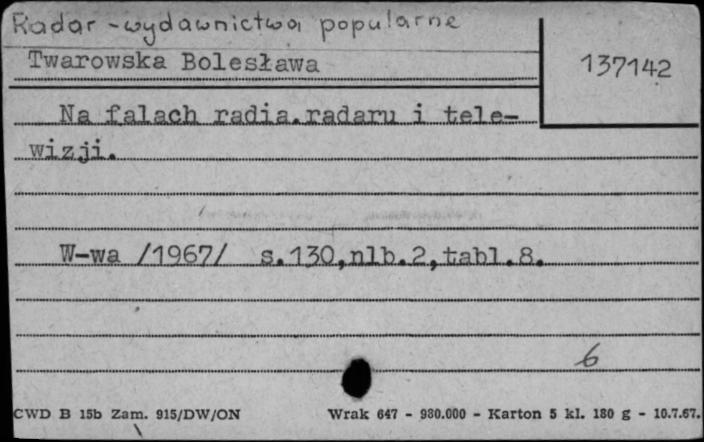 Radar - wydawnictwa popularne
Twarowska Bolesława
137142
Na falach radia.radaru i tele-
wizji.
W-wa /1967/ s.130,nlb.2,tabl.8.
6
CWD B 15b Zam. 915/DW/ON Wrak 647 - 980.000 - Karton 5 kl. 180 g - 10.7.67.